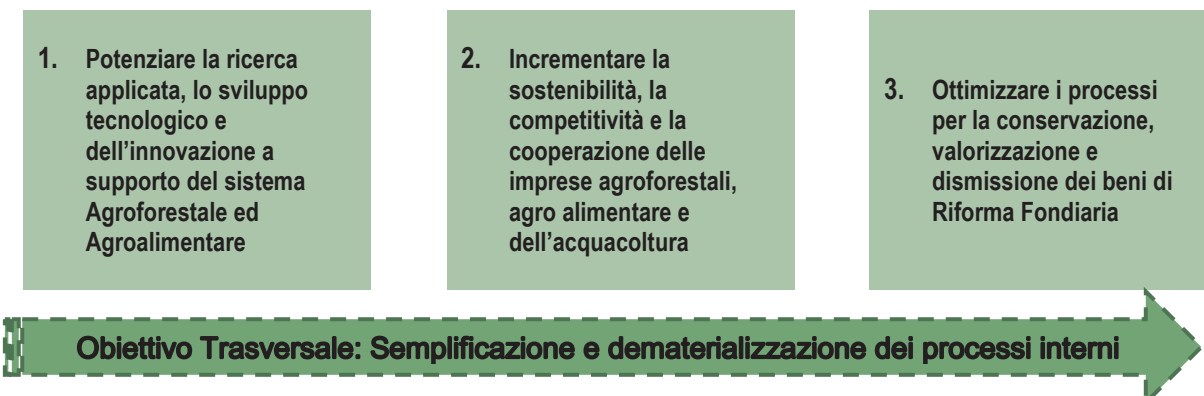 1. Potenziare la ricerca
applicata, lo sviluppo
tecnologico e
dell'innovazione a
supporto del sistema
Agroforestale ed
Agroalimentare
2. Incrementare la
sostenibilità, la
competitività e la
cooperazione delle
imprese agroforestali,
agro alimentare e
dell'acquacoltura
3. Ottimizzare i processi
per la conservazione,
valorizzazione e
dismissione dei beni di
Riforma Fondiaria
Obiettivo Trasversale: Semplificazione e dematerializzazione dei processi interni